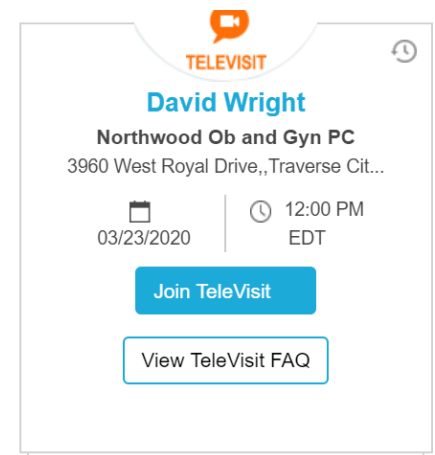 TELEVISIT
David Wright
Northwood Ob and Gyn PC
3960 West Royal Drive,,Traverse Cit...
03/23/2020
12:00 PM
EDT
Join TeleVisit
View TeleVisit FAQ